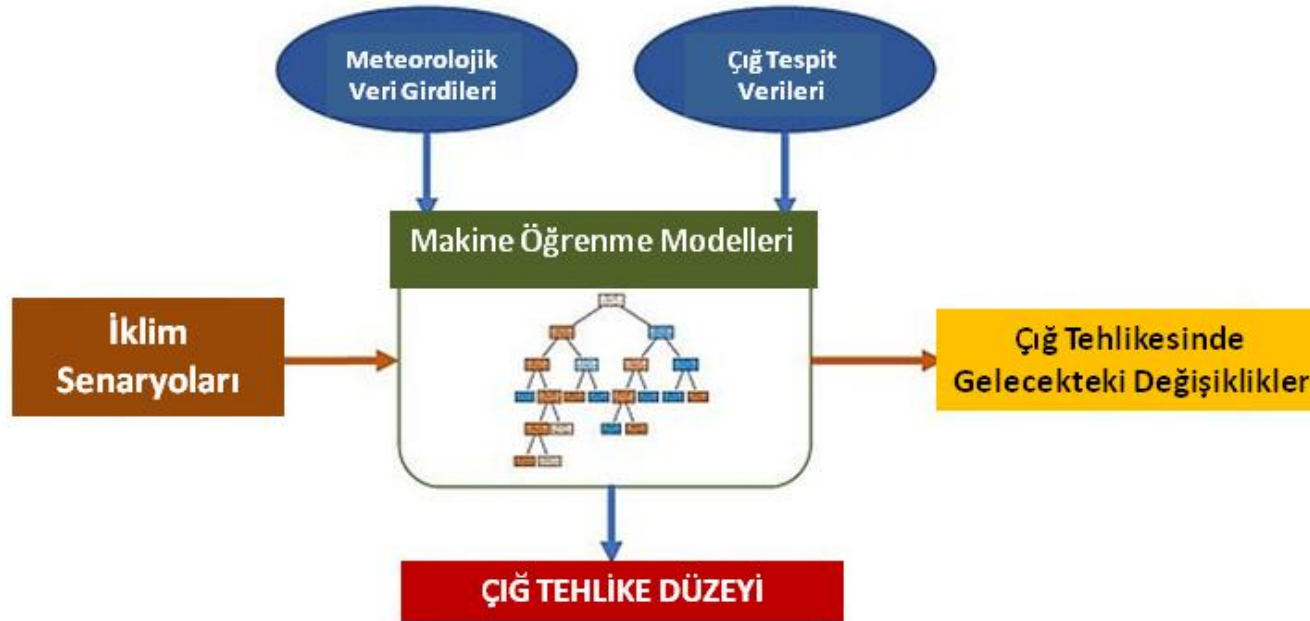 Meteorolojik
Veri Girdileri
Çığ Tespit
Verileri
Makine Öğrenme Modelleri
İklim
Senaryoları
Çığ Tehlikesinde
Gelecekteki Değişiklikler
ÇIĞ TEHLİKE DÜZEYİ